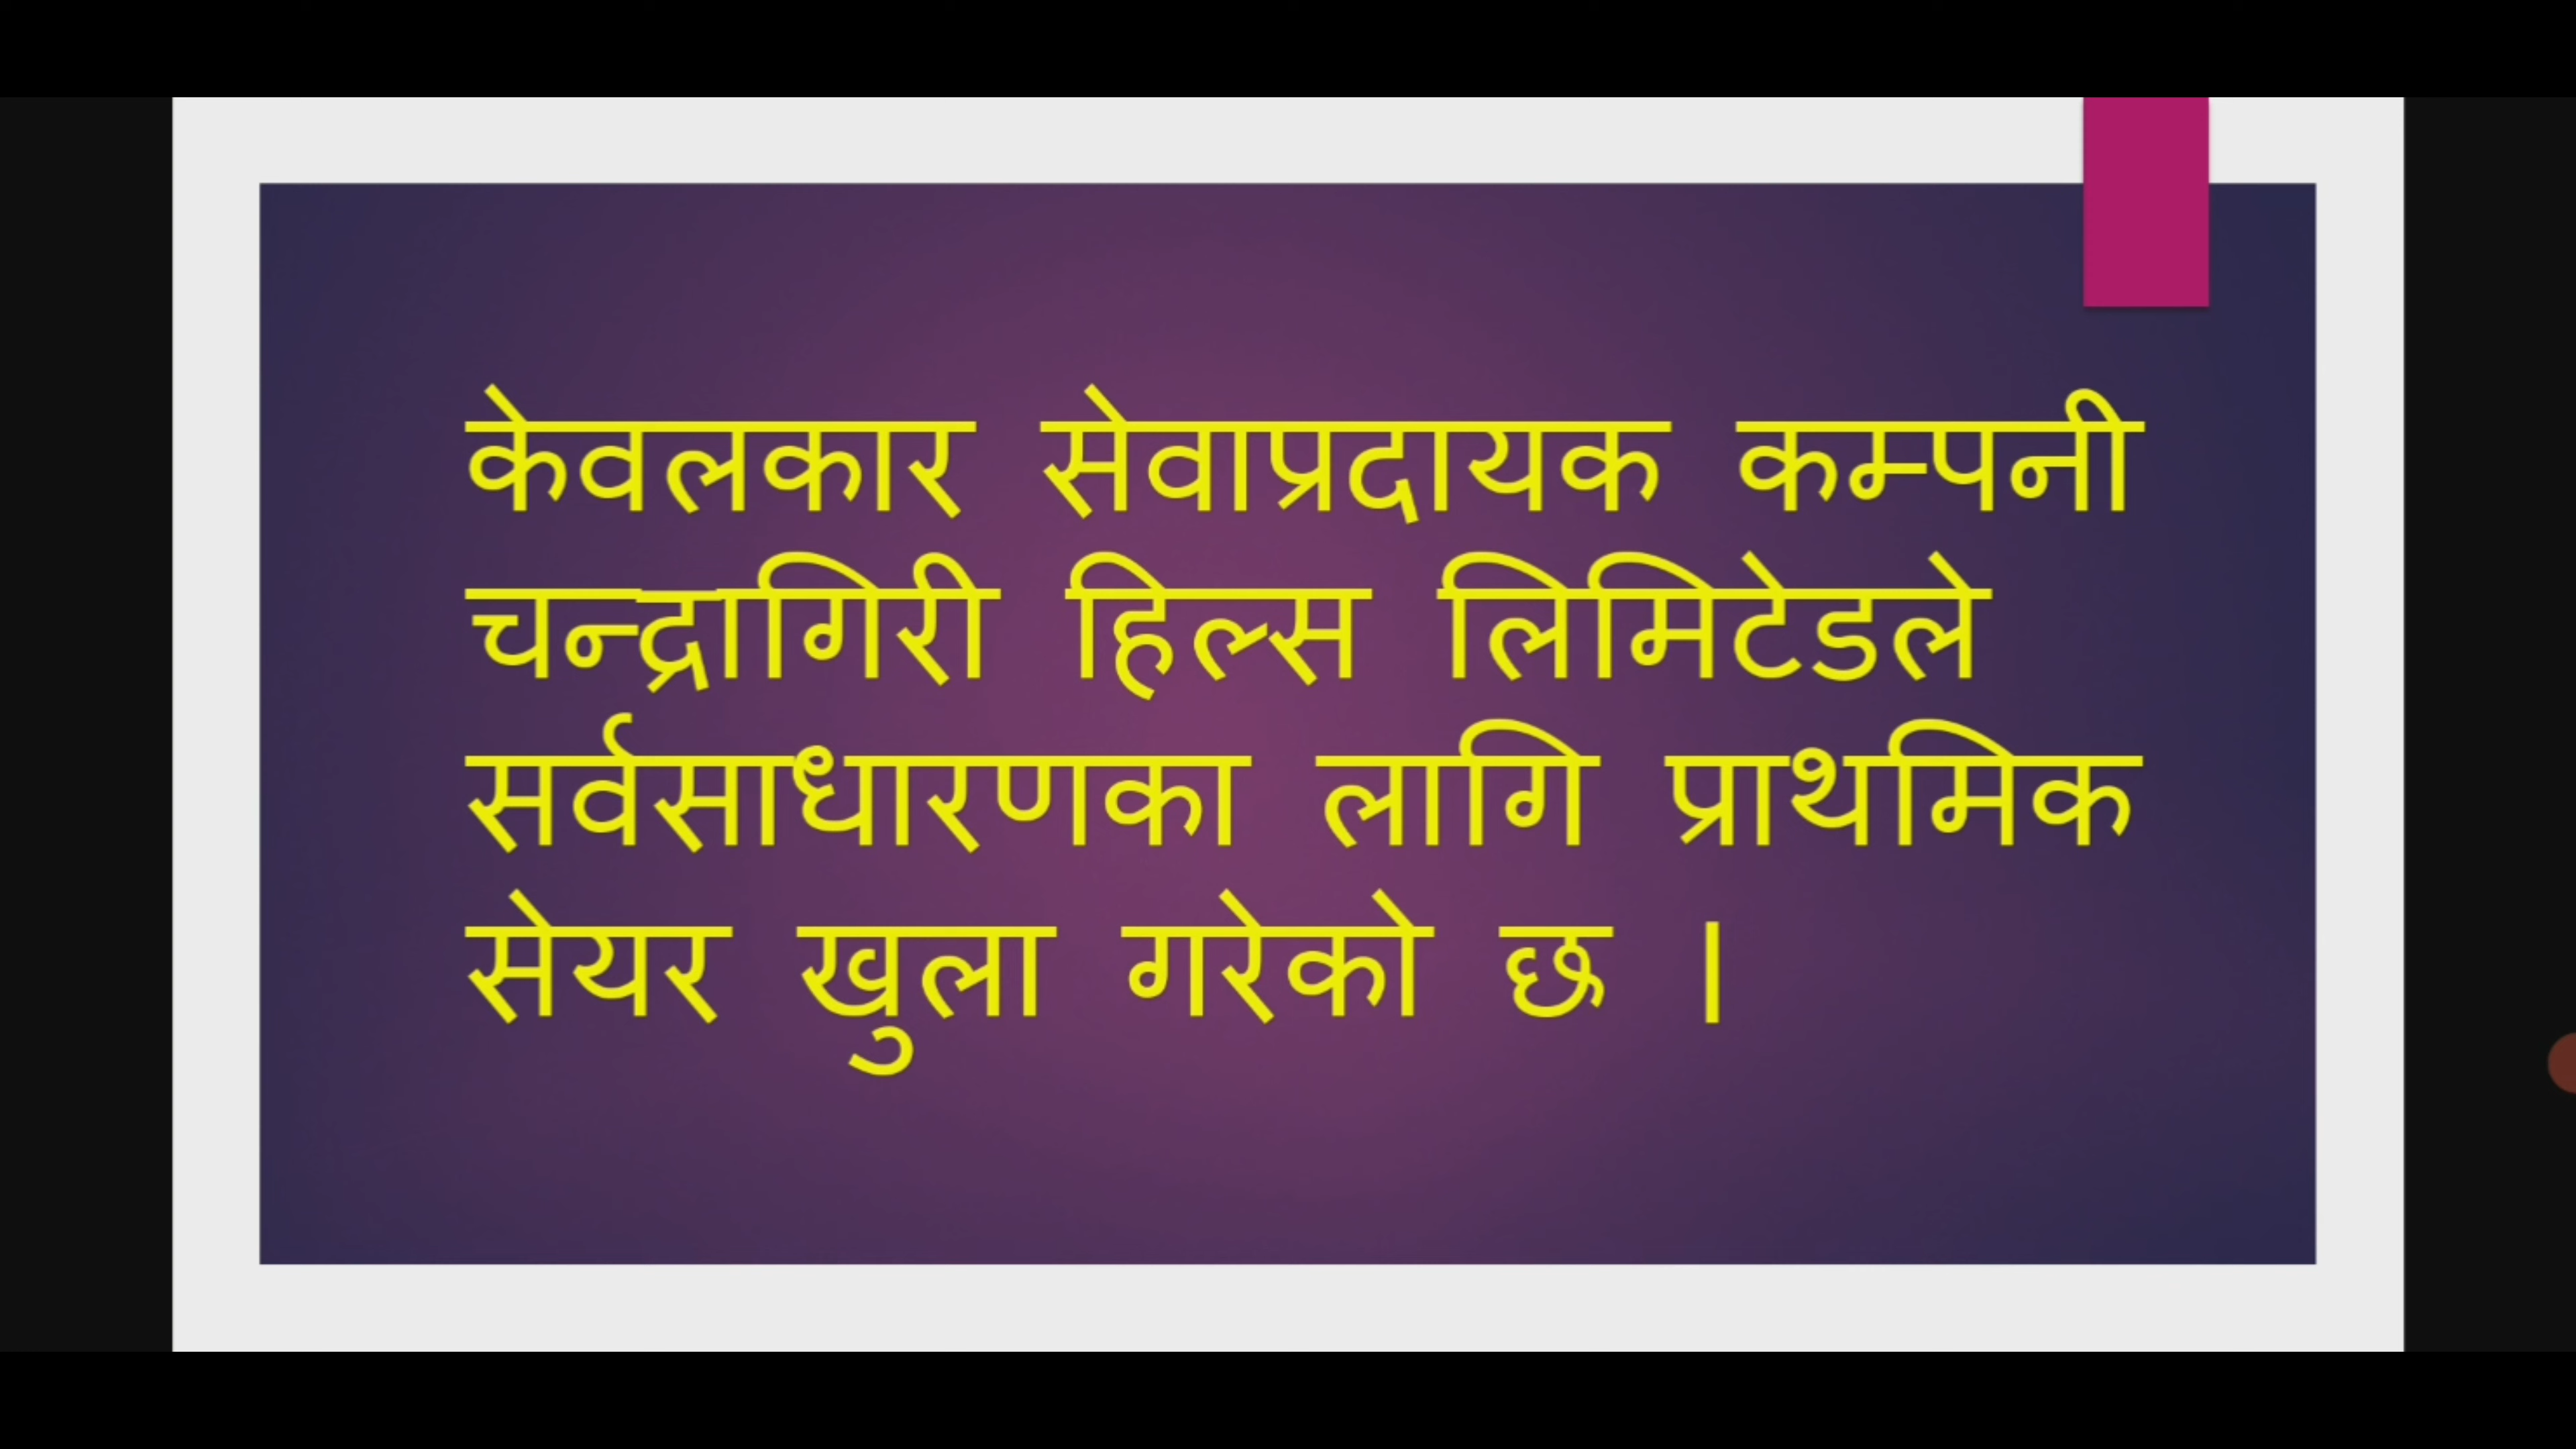 केवलकार सेवाप्रदायक कम्पनी
चन्द्रागिरी हिल्स लिमिटेडले
सर्वसाधारणका लागि प्राथमिक
सेयर खुला गरेको छ ।